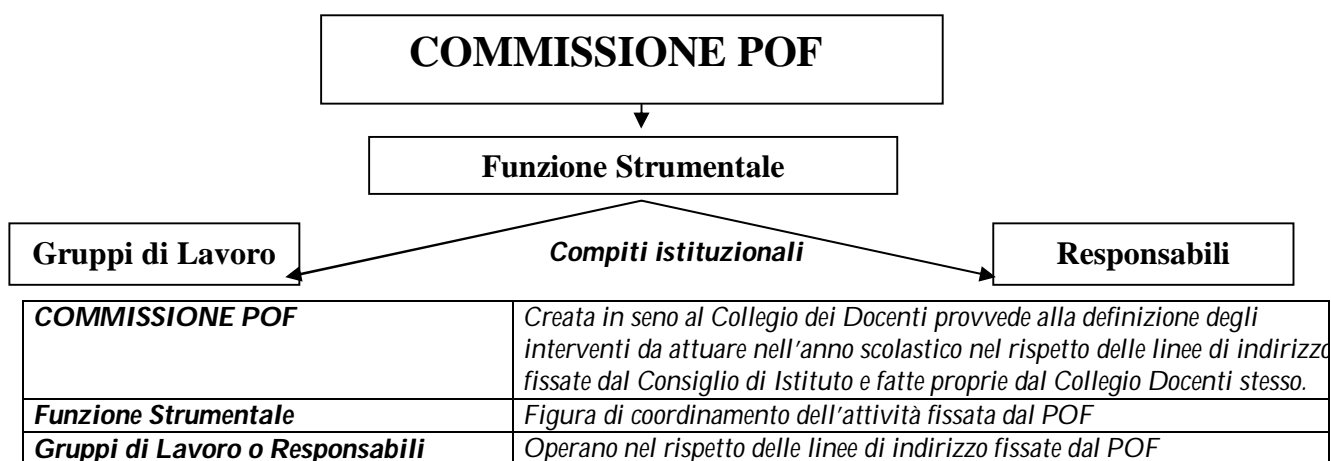 COMMISSIONE POF
Funzione Strumentale
Gruppi di Lavoro
Compiti istituzionali
Responsabili
COMMISSIONE POF
Creata in seno al Collegio dei Docenti provvede alla definizione degli
interventi da attuare nell'anno scolastico nel rispetto delle linee di indirizzo
fissate dal Consiglio di Istituto e fatte proprie dal Collegio Docenti stesso.
Funzione Strumentale
Figura di coordinamento dell'attività fissata dal POF
Gruppi di Lavoro o Responsabili
Operano nel rispetto delle linee di indirizzo fissate dal POF